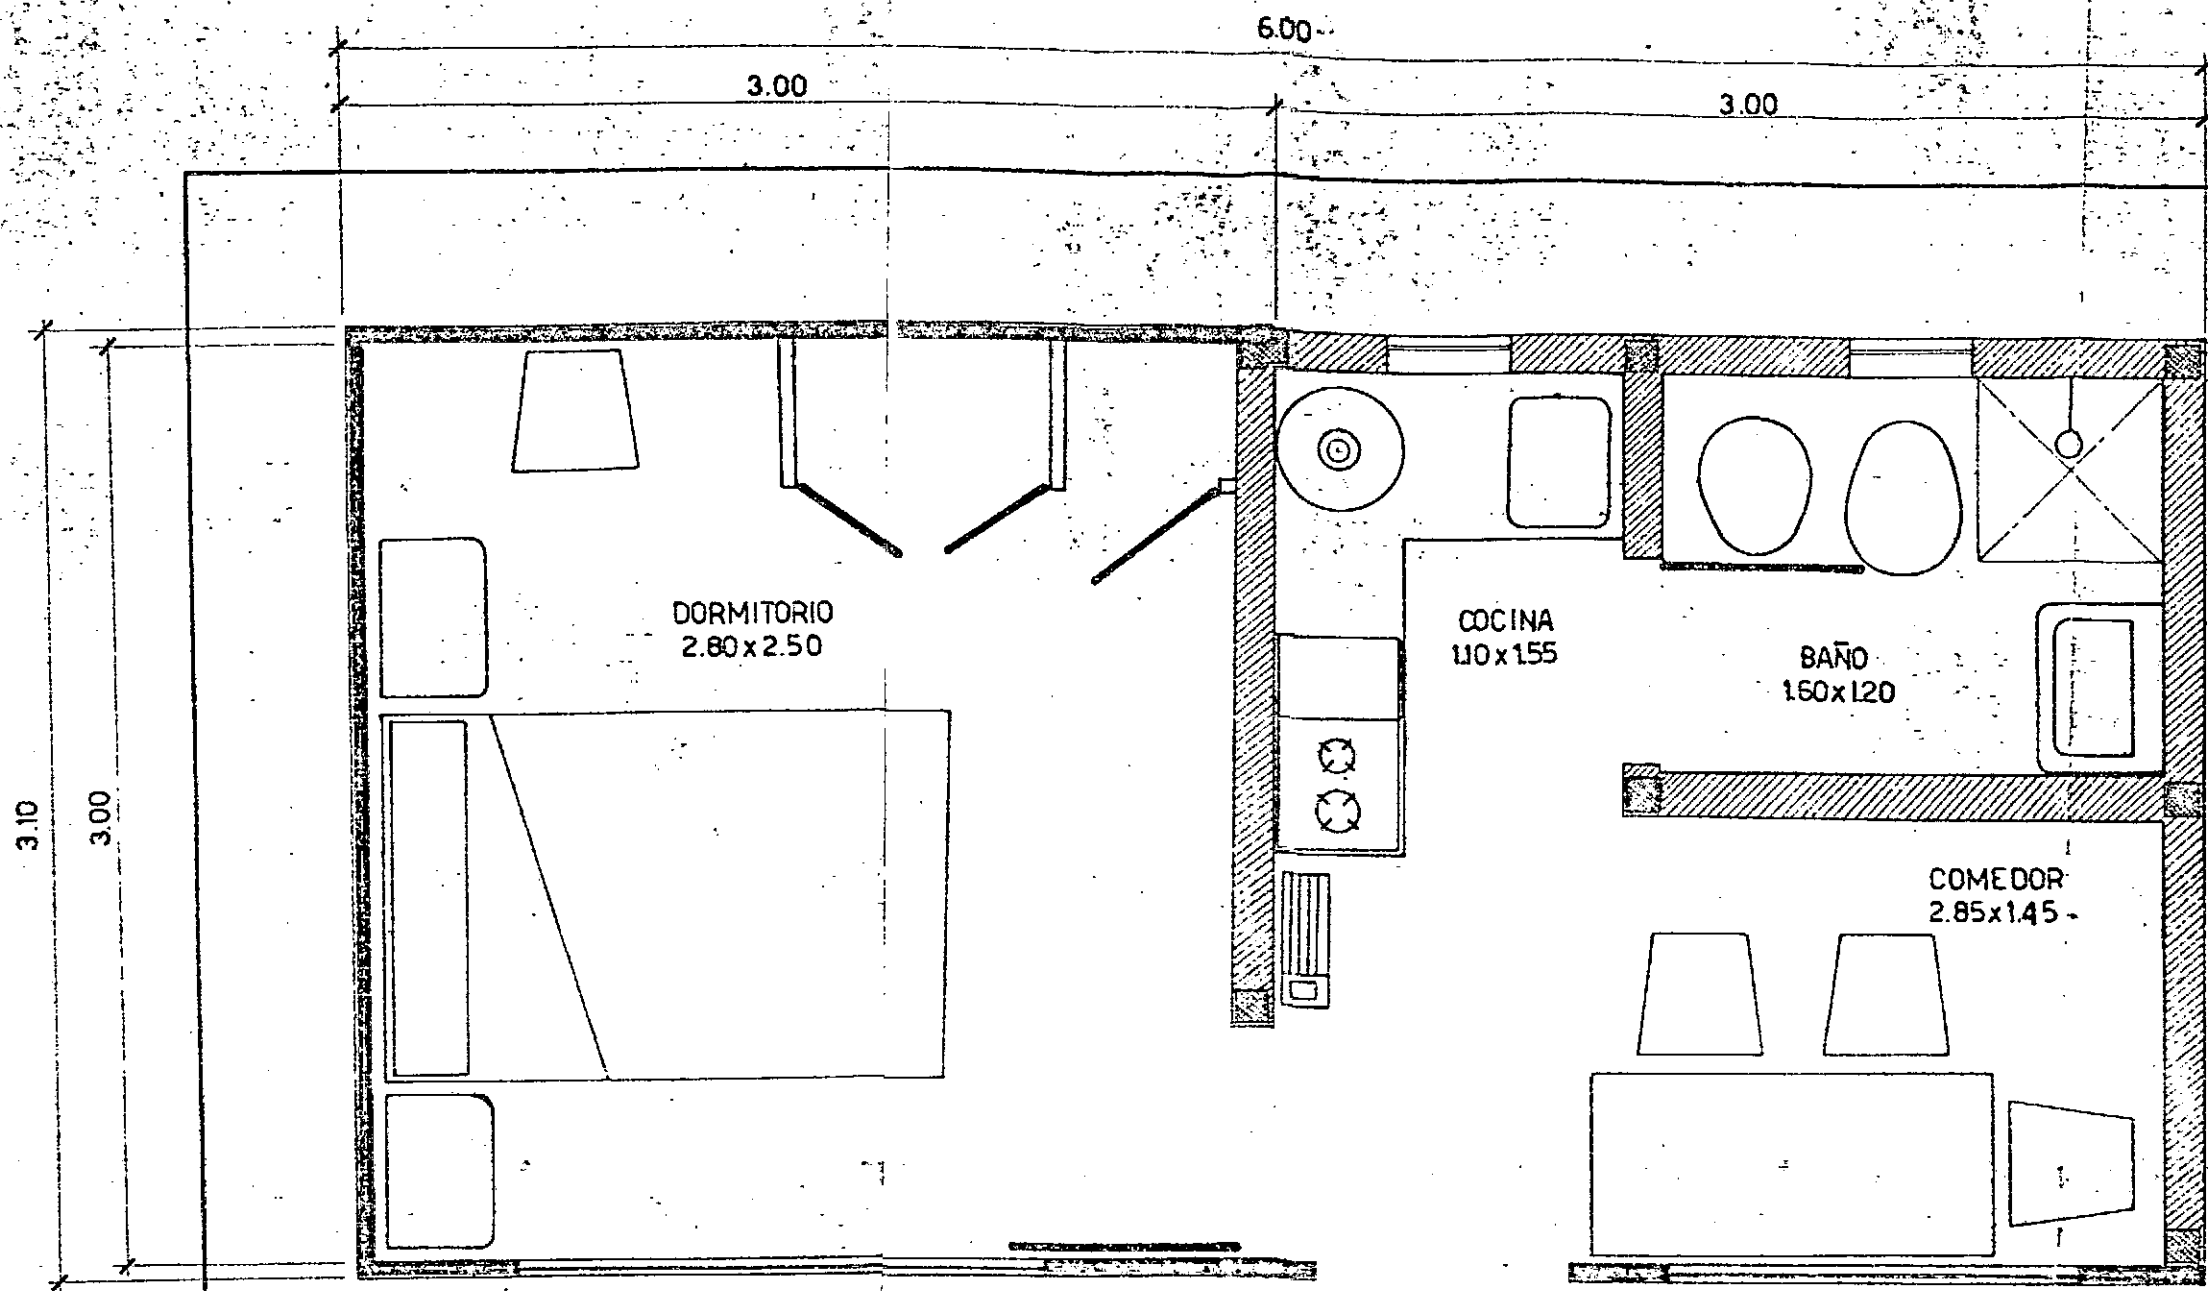 6.00
3.00
3.00
3.10
3.00
DORMITORIO
2.80 x 2.50
COCINA
1.10 x 1.55
BAÑO
1.60 x 1.20
COMEDOR
2.85 x 1.45